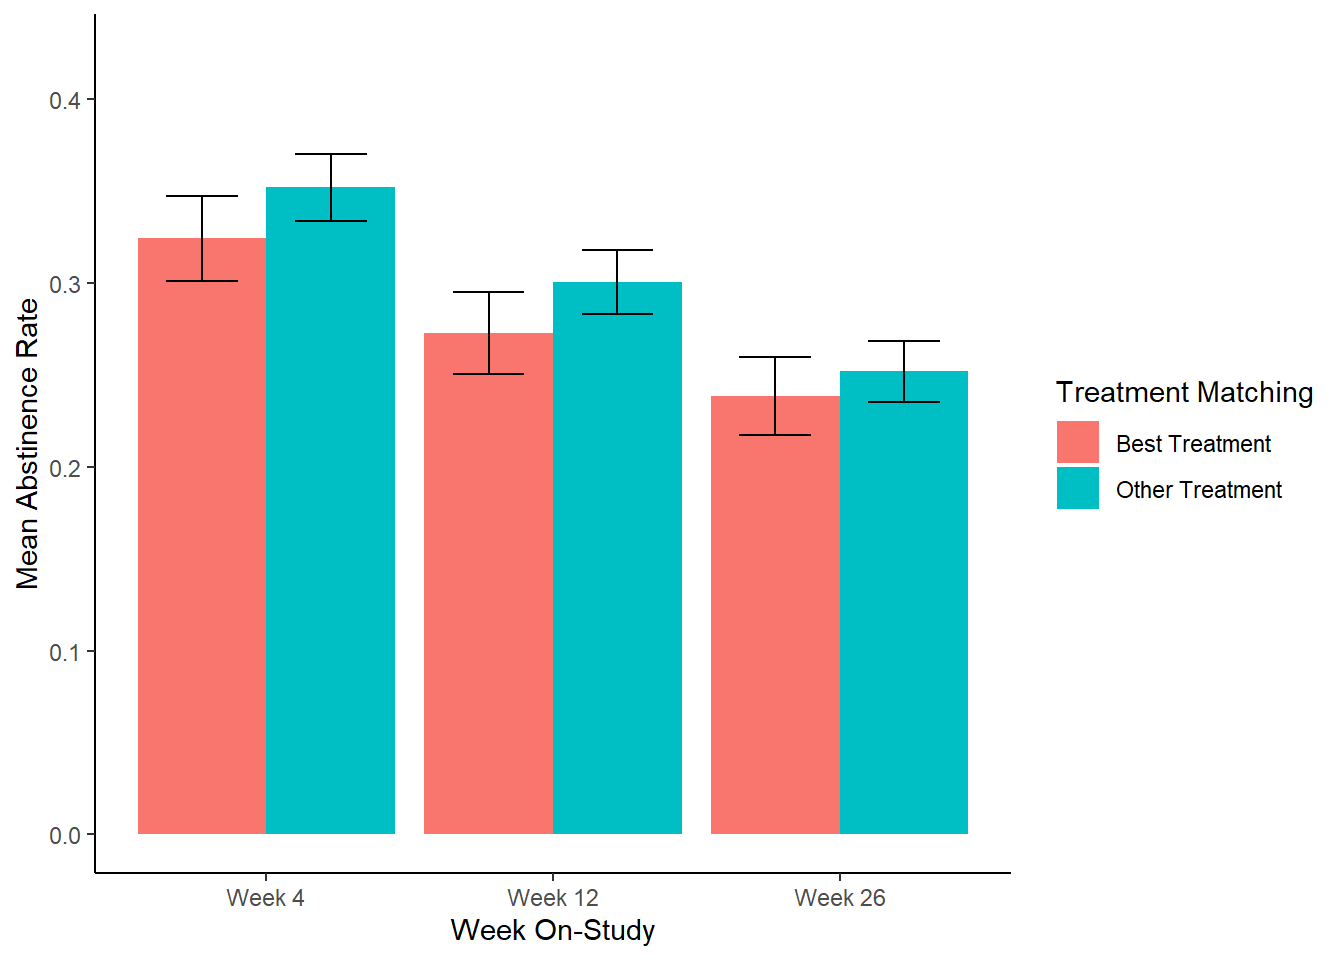 Mean Abstinence Rate
0.4
0.3
0.2
0.1
0.0
Week 4
Week 12
Week 26
Week On-Study
Treatment Matching
Best Treatment
Other Treatment